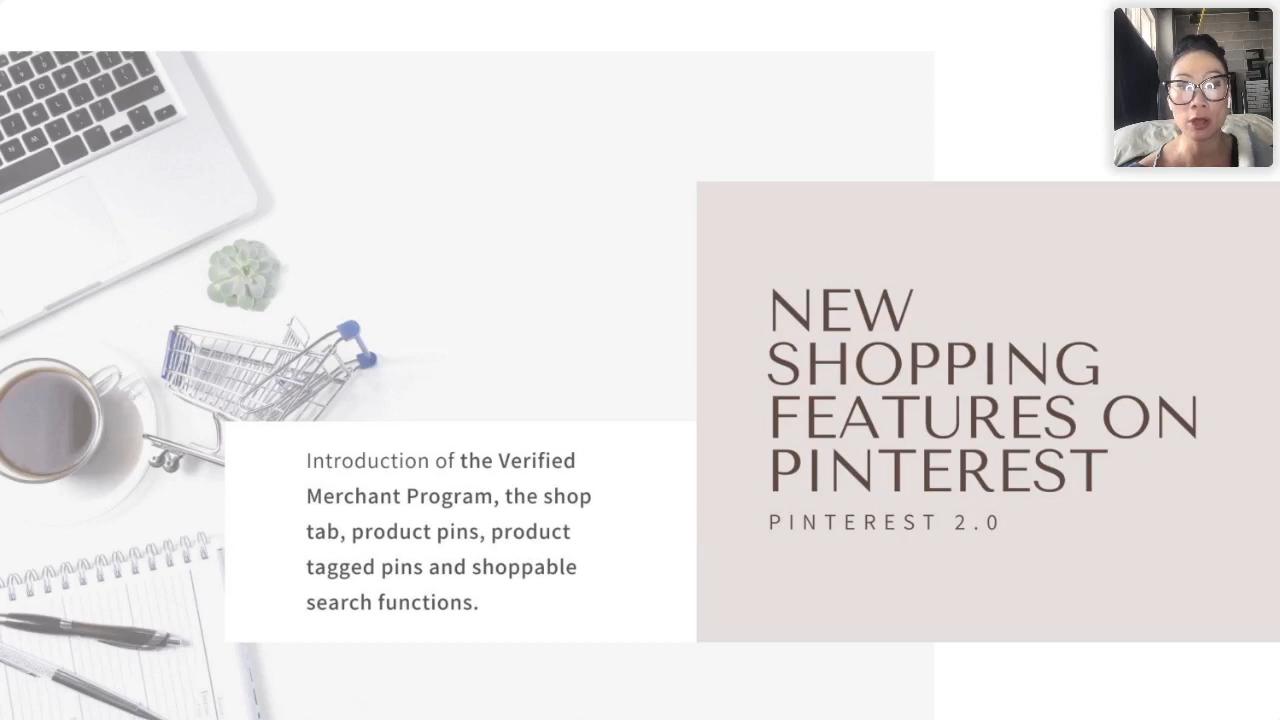 NEW
SHOPPING
FEATURES ON
PINTEREST
PINTEREST 2.0
Introduction of the Verified
Merchant Program, the shop
tab, product pins, product
tagged pins and shoppable
search functions.